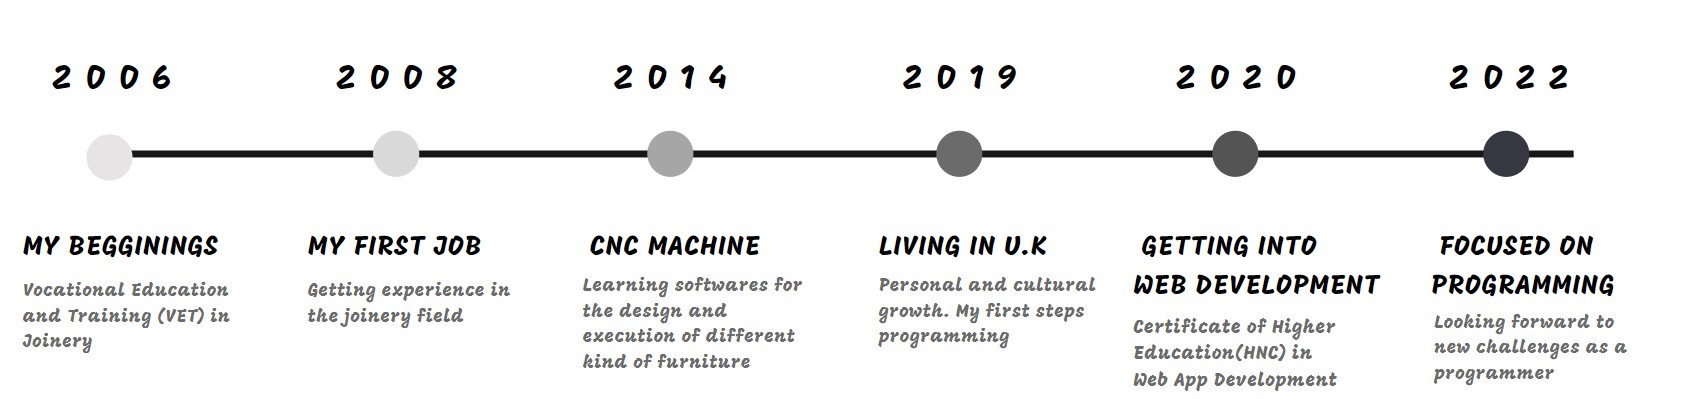 2006
2008
2014
2019
2020
2022
MY BEGGININGS
Vocational Education
and Training (VET) in
Joinery
MY FIRST JOB
Getting experience in
the joinery field
CNC MACHINE
Learning softwares for
the design and
execution of different
kind of furniture
LIVING IN U.K
Personal and cultural
growth. My first steps
programming
GETTING INTO
WEB DEVELOPMENT
Certificate of Higher
Education(HNC) in
Web App Development
FOCUSED ON
PROGRAMMING
Looking forward to
new challenges as a
programmer